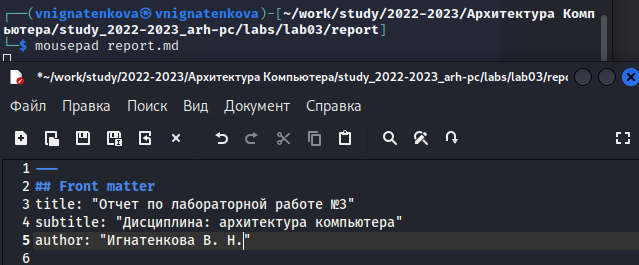 ┌──(vnignatenkova㉿vnignatenkova)-[~/work/study/2022-2023/Архитектура Комп
ьютера/study_2022-2023_arh-pc/labs/lab03/report]
└─$ mousepad report.md
*~/work/study/2022-2023/Архитектура Компьютера/study_2022-2023_arh-pc/labs/lab03/repo
Файл Правка Поиск Вид Документ Справка
1 ---
2 ## Front matter
3 title: "Отчет по лабораторной работе №3"
4 subtitle: "Дисциплина: архитектура компьютера"
5 author: "Игнатенкова В. Н."